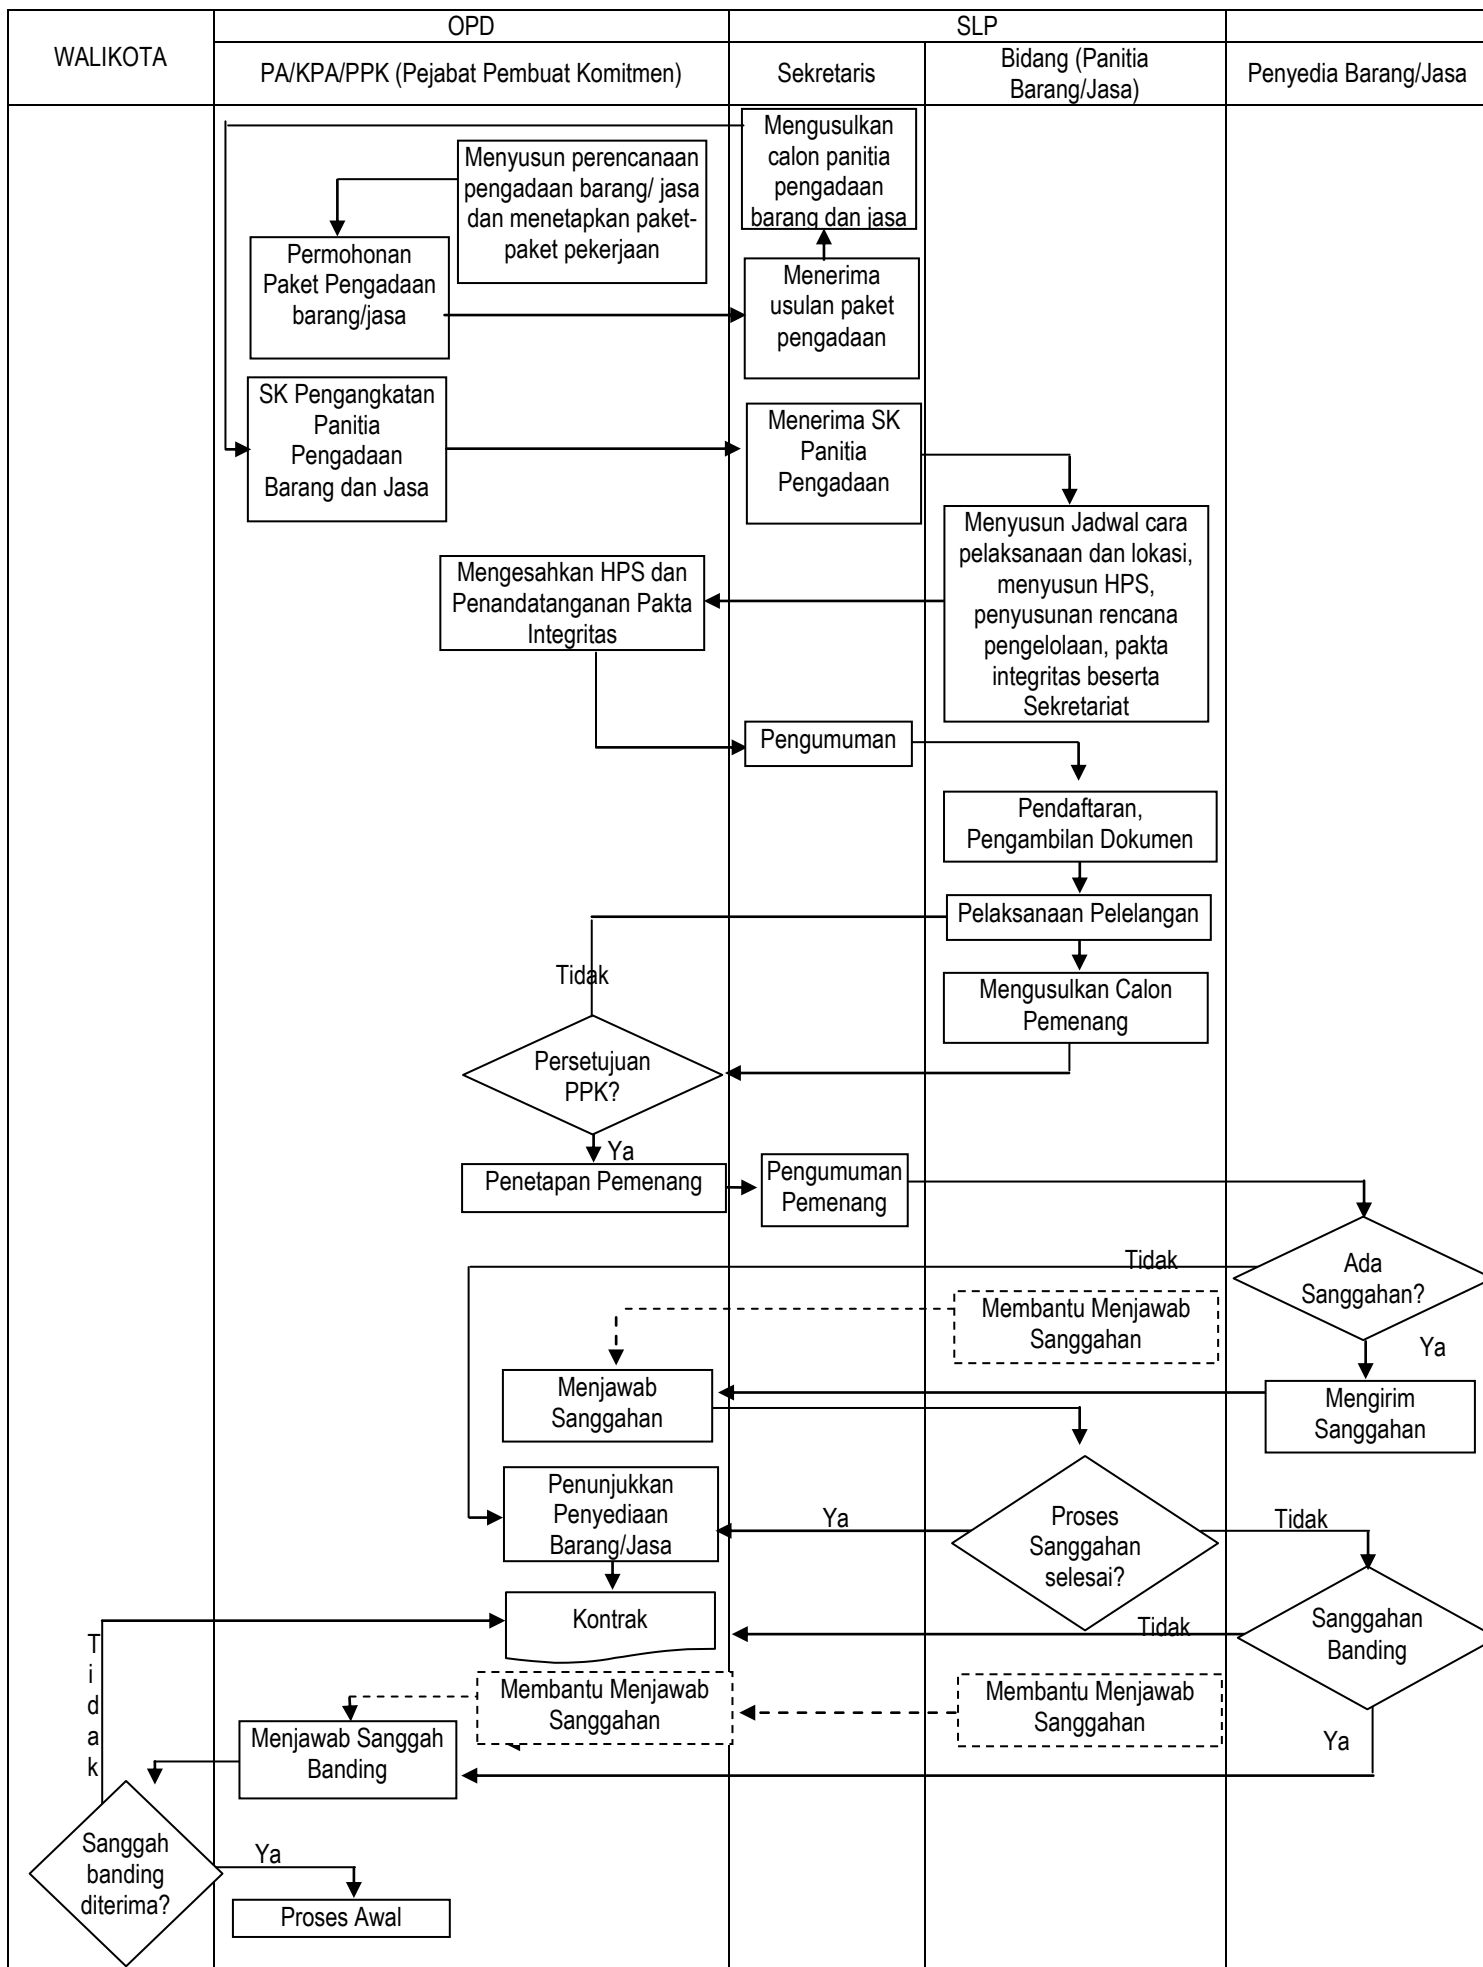 WALIKOTA
OPD
SLP
PA/KPA/PPK (Pejabat Pembuat Komitmen)
Sekretaris
Bidang (Panitia
Barang/Jasa)
Penyedia Barang/Jasa
Mengusulkan
calon panitia
pengadaan
barang dan jasa
Menyusun perencanaan
pengadaan barang/ jasa
dan menetapkan paket-
paket pekerjaan
Permohonan
Paket Pengadaan
barang/jasa
Menerima
usulan paket
pengadaan
SK Pengangkatan
Panitia
Pengadaan
Barang dan Jasa
Menerima SK
Panitia
Pengadaan
Menyusun Jadwal cara
pelaksanaan dan lokasi,
menyusun HPS,
penyusunan rencana
pengelolaan, pakta
integritas beserta
Sekretariat
Mengesahkan HPS dan
Penandatanganan Pakta
Integritas
Pengumuman
Pendaftaran,
Pengambilan Dokumen
Pelaksanaan Pelelangan
Tidak
Mengusulkan Calon
Pemenang
Persetujuan
PPK?
Ya
Penetapan Pemenang
Pengumuman
Pemenang
Tidak
Ada
Sanggahan?
Membantu Menjawab
Sanggahan
Ya
Menjawab
Sanggahan
Mengirim
Sanggahan
Penunjukkan
Penyediaan
Barang/Jasa
Ya
Proses
Sanggahan
selesai?
Tidak
Kontrak
Tidak
Sanggahan
Banding
Tidak
Membantu Menjawab
Sanggahan
Membantu Menjawab
Sanggahan
Menjawab Sanggah
Banding
Ya
Sanggah
banding
diterima?
Ya
Proses Awal